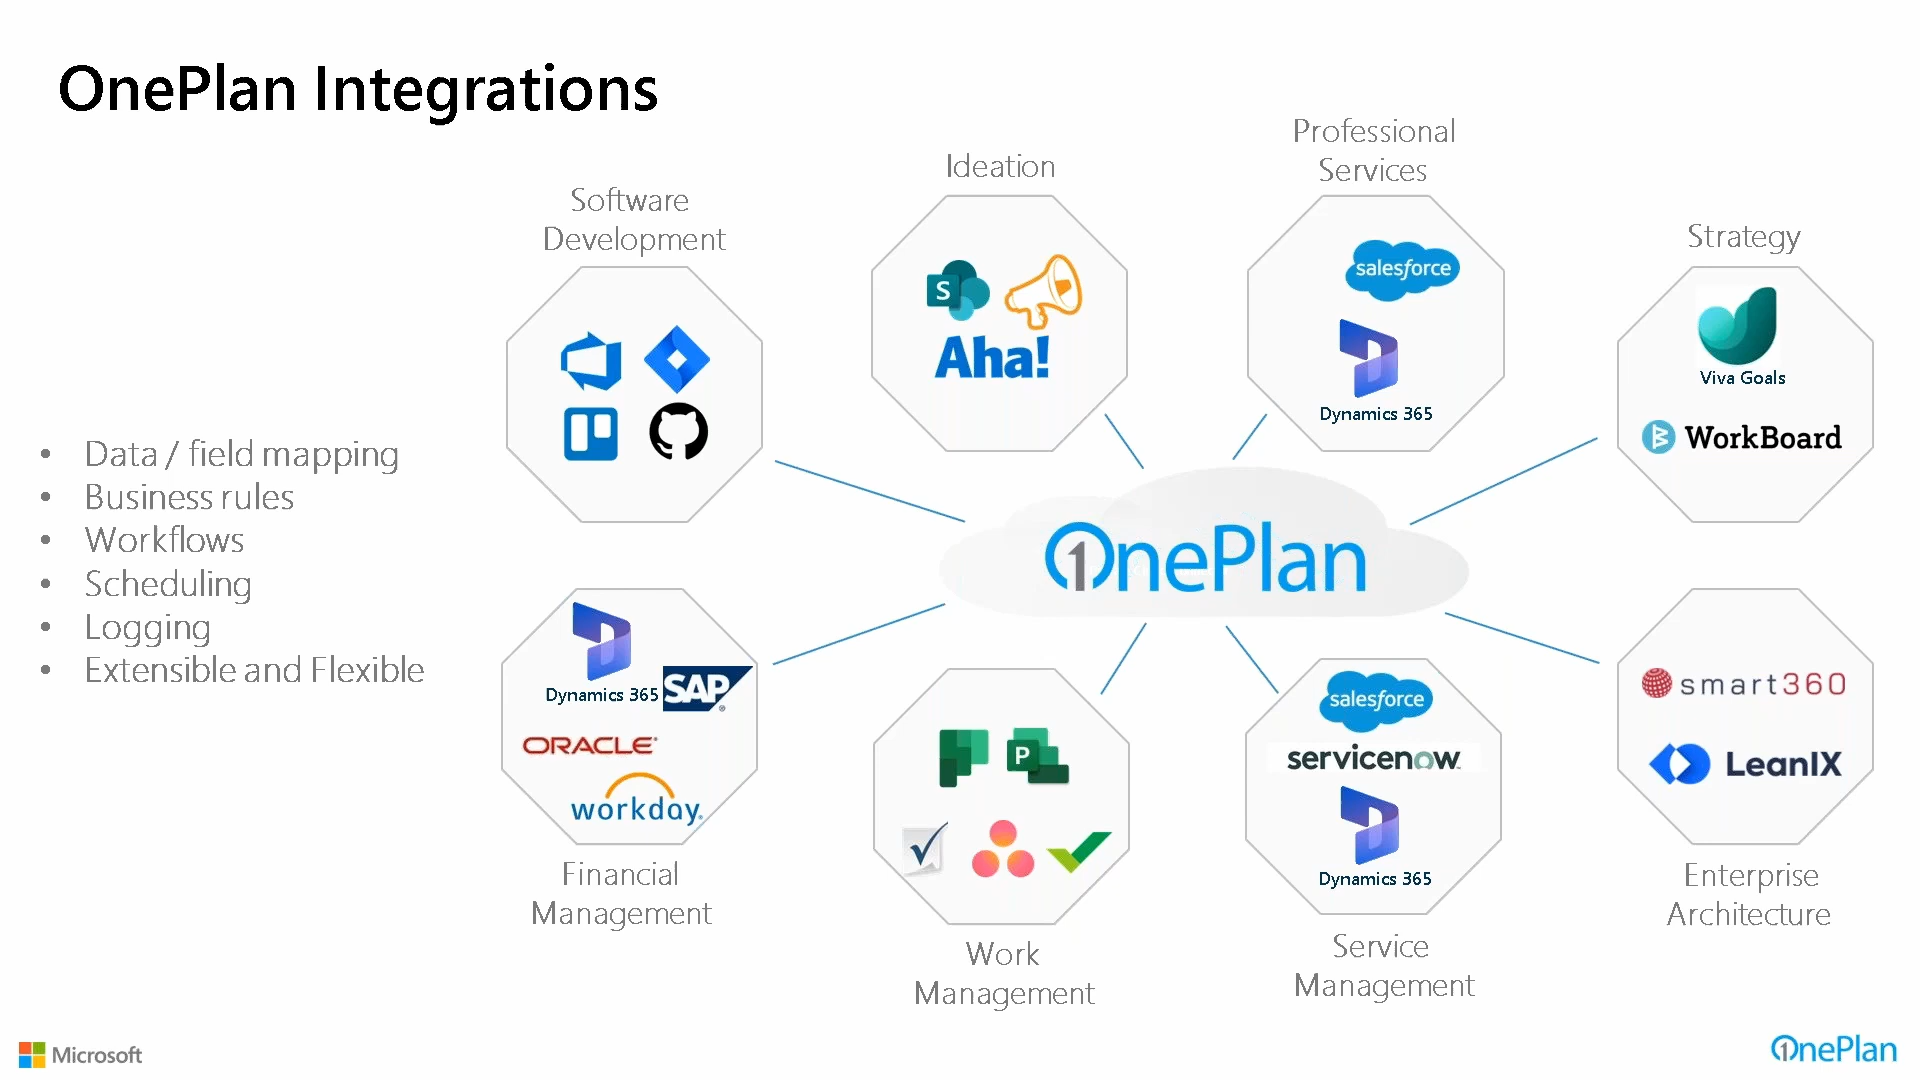 OnePlan Integrations
Software
Development
Ideation
Aha!
Professional
Services
salesforce
Dynamics 365
Strategy
Viva Goals
WorkBoard
• Data / field mapping
• Business rules
• Workflows
• Scheduling
• Logging
• Extensible and Flexible
OnePlan
Dynamics 365
SAP
ORACLE
workday
Financial
Management
P
Work
Management
salesforce
servicenow
Dynamics 365
Service
Management
smart360
LeanIX
Enterprise
Architecture
S
Microsoft
OnePlan